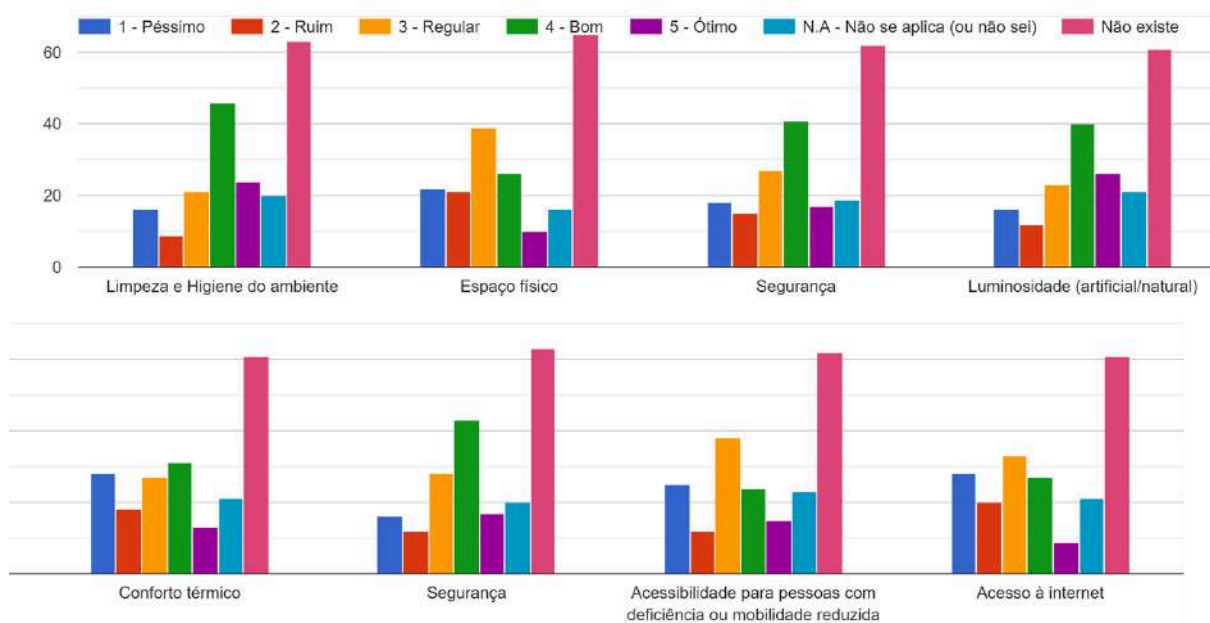 1 - Péssimo 2 - Ruim 3 - Regular 4 - Bom 5 - Ótimo N.A - Não se aplica (ou não sei) Não existe
60
40
20
0
Limpeza e Higiene do ambiente Espaço físico Segurança Luminosidade (artificial/natural)
Conforto térmico Segurança Acessibilidade para pessoas com Acesso à internet
deficiência ou mobilidade reduzida